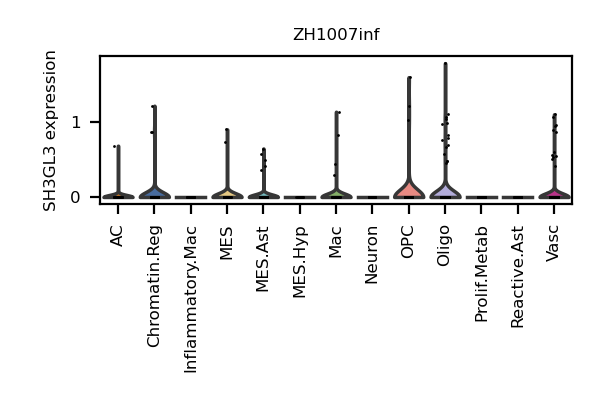 ZH1007inf
SH3GL3 expression
1
0
AC
Chromatin.Reg
Inflammatory.Mac
MES
MES.Ast
MES.Hyp
Mac
Neuron
OPC
Oligo
Prolif.Metab
Reactive.Ast
Vasc